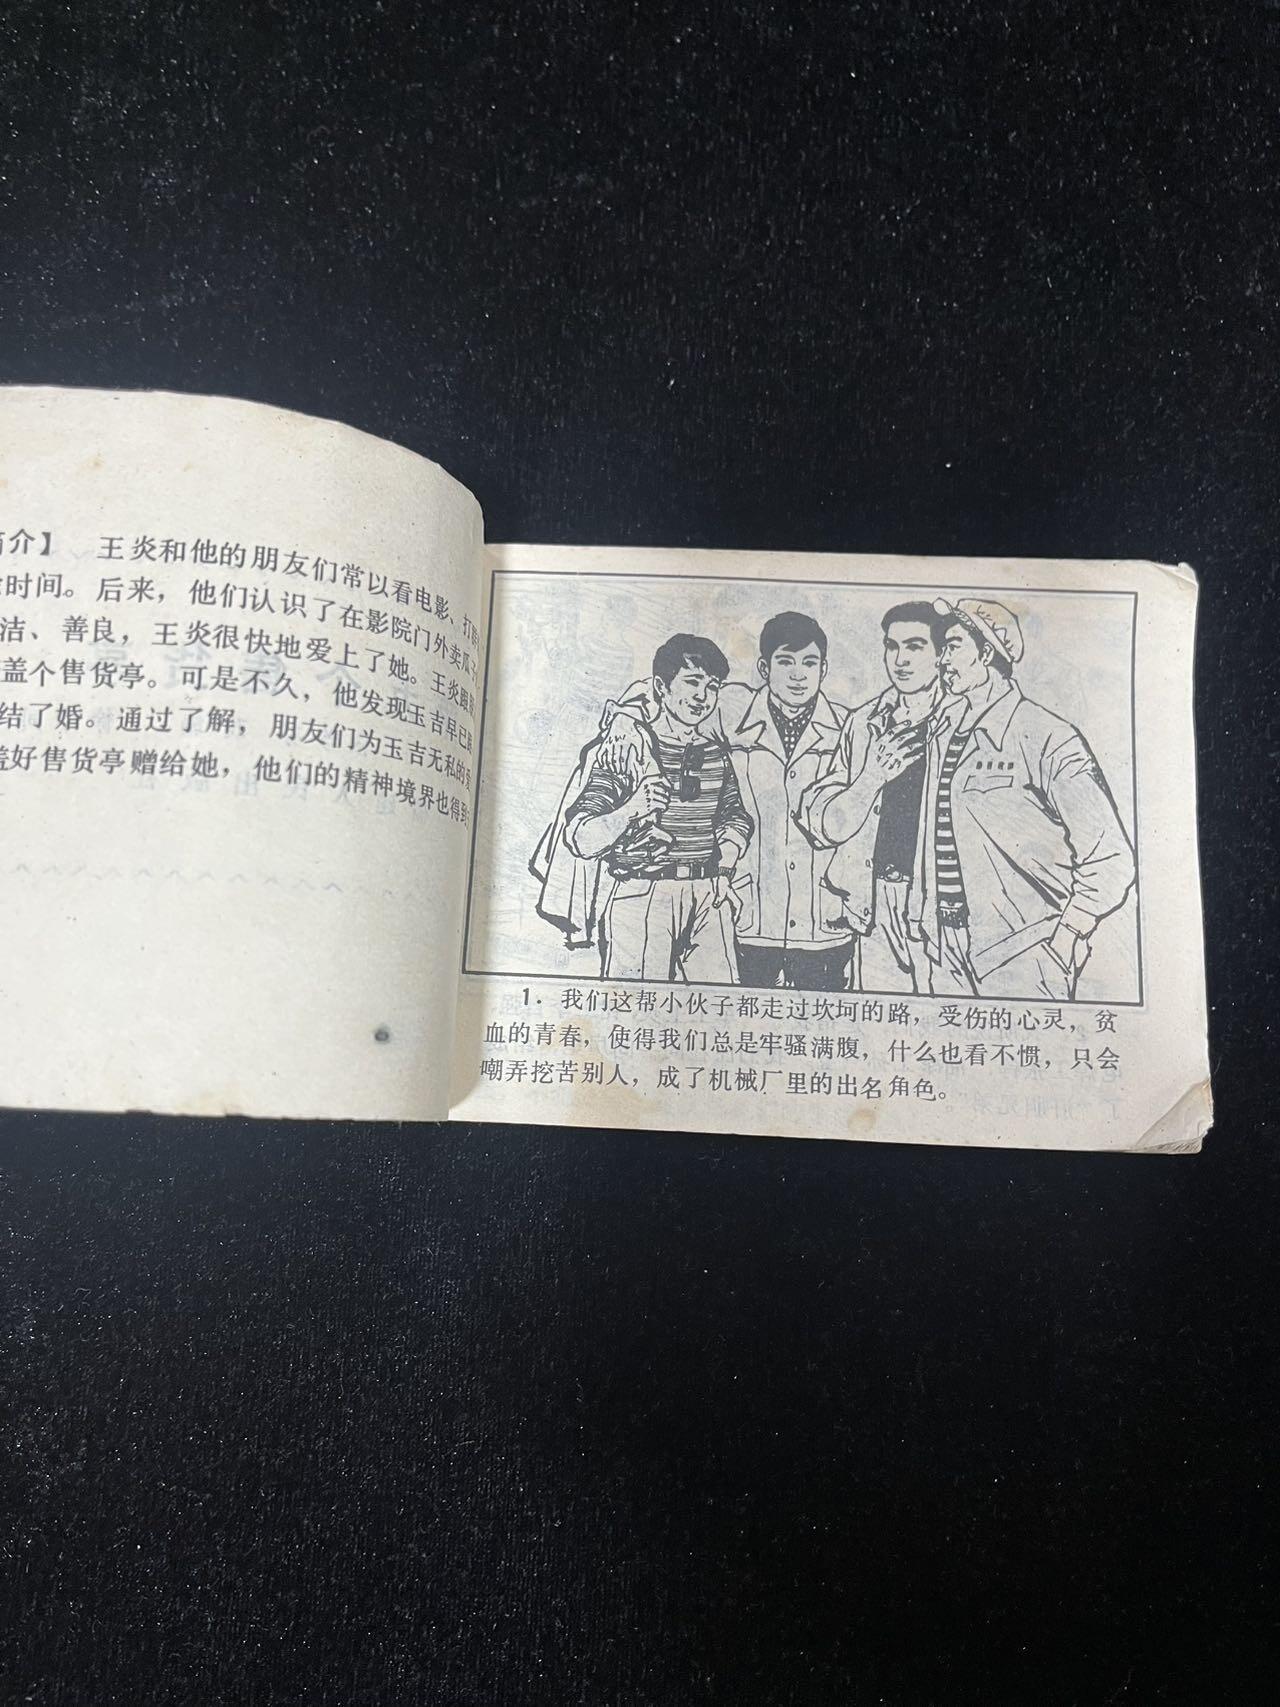 介】 王炎和他的朋友们常以看电影、打
时间。后来，他们认识了在影院门外卖瓜
洁、善良，王炎很快地爱上了她。王炎跟
盖个售货亭。可是不久，他发现玉吉早已
结了婚。通过了解，朋友们为玉吉无私的
盖好售货亭赠给她，他们的精神境界也得到
1. 我们这帮小伙子都走过坎坷的路，受伤的心灵，贫
血的青春，使得我们总是牢骚满腹，什么也看不惯，只会
嘲弄挖苦别人，成了机械厂里的出名角色。